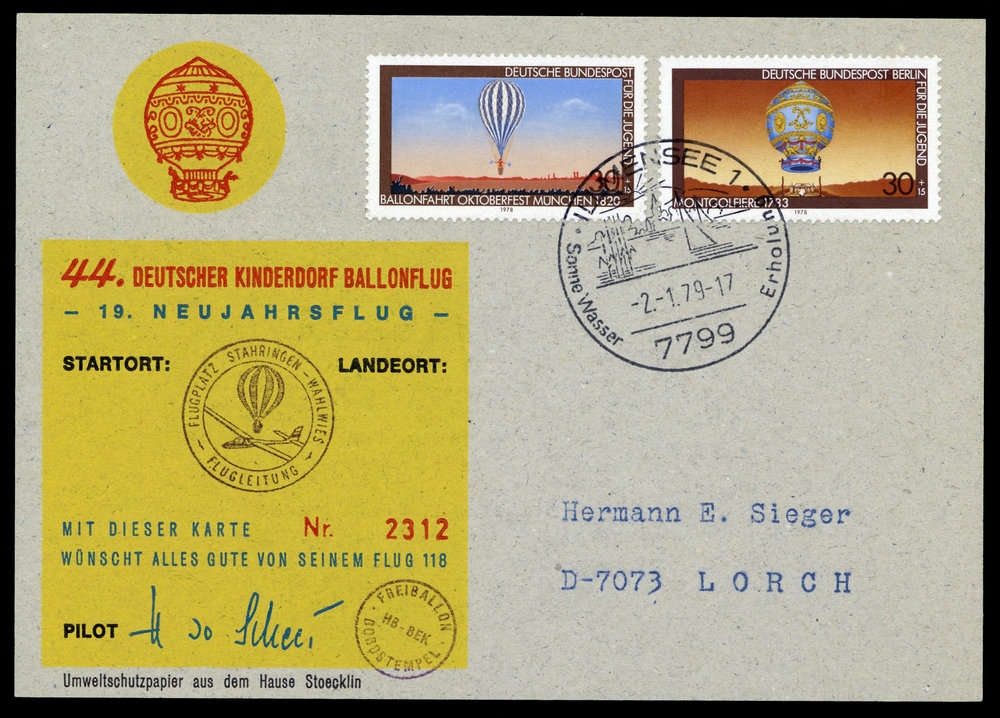 DEUTSCHE BUNDESPOST
FÜR DIE JUGEND
30 + 15
BALLONFAHRT OKTOBERFEST MÜNCHEN 1820
1978
DEUTSCHE BUNDESPOST BERLIN
FÜR DIE JUGEND
30 + 15
MONTGOLFIERE 1783
1978
ILLMENSEE 1
Sonne Wasser Erholung
-2.-1.79-17
7799
44. DEUTSCHER KINDERDORF BALLONFLUG
– 19. NEUJAHRSFLUG –
STARTORT: LANDEORT:
FLUGPLATZ STAHRINGEN – WAHLWIES
– FLUGLEITUNG –
MIT DIESER KARTE Nr. 2312
WÜNSCHT ALLES GUTE VON SEINEM FLUG 118
PILOT
· FREIBALLON ·
HB-BEK
BORDSTEMPEL
Umweltschutzpapier aus dem Hause Stoecklin
Hermann E. Sieger
D-7073 LORCH